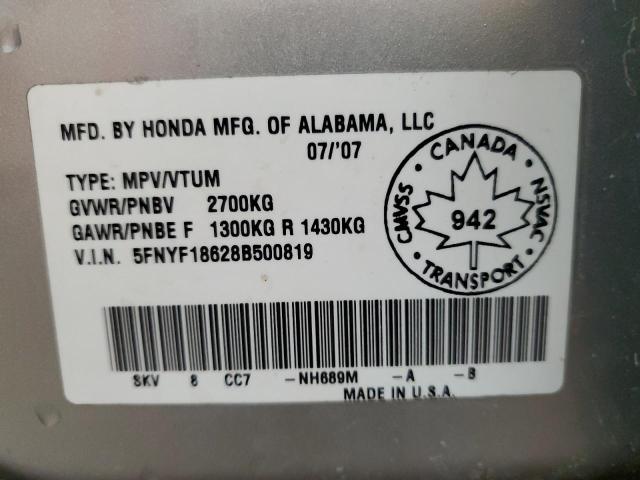 MFD. BY HONDA MFG. OF ALABAMA, LLC
07/'07
TYPE: MPV/VTUM
GVWR/PNBV 2700KG
GAWR/PNBE F 1300KG R 1430KG
V.I.N. 5FNYF18628B500819
CANADA
CMVSS
942
NSVAC
TRANSPORT
SKV 8 CC7 -NH689M -A -B
MADE IN U.S.A.